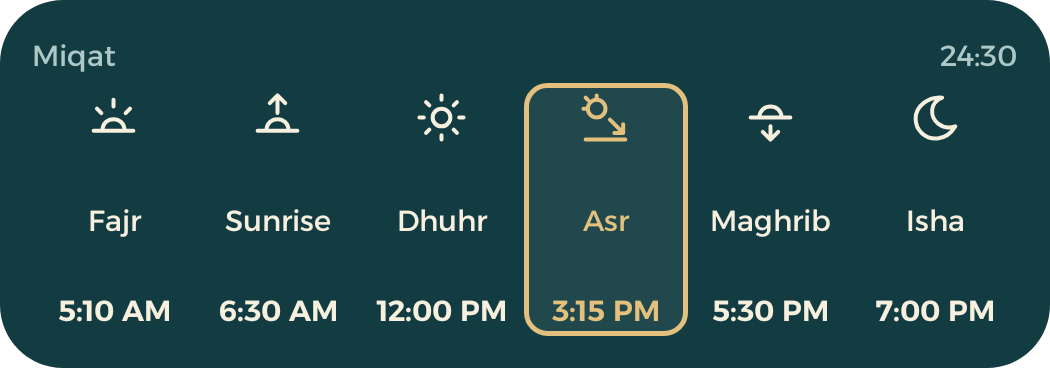 Miqat 24:30
Fajr Sunrise Dhuhr Asr Maghrib Isha
5:10 AM 6:30 AM 12:00 PM 3:15 PM 5:30 PM 7:00 PM